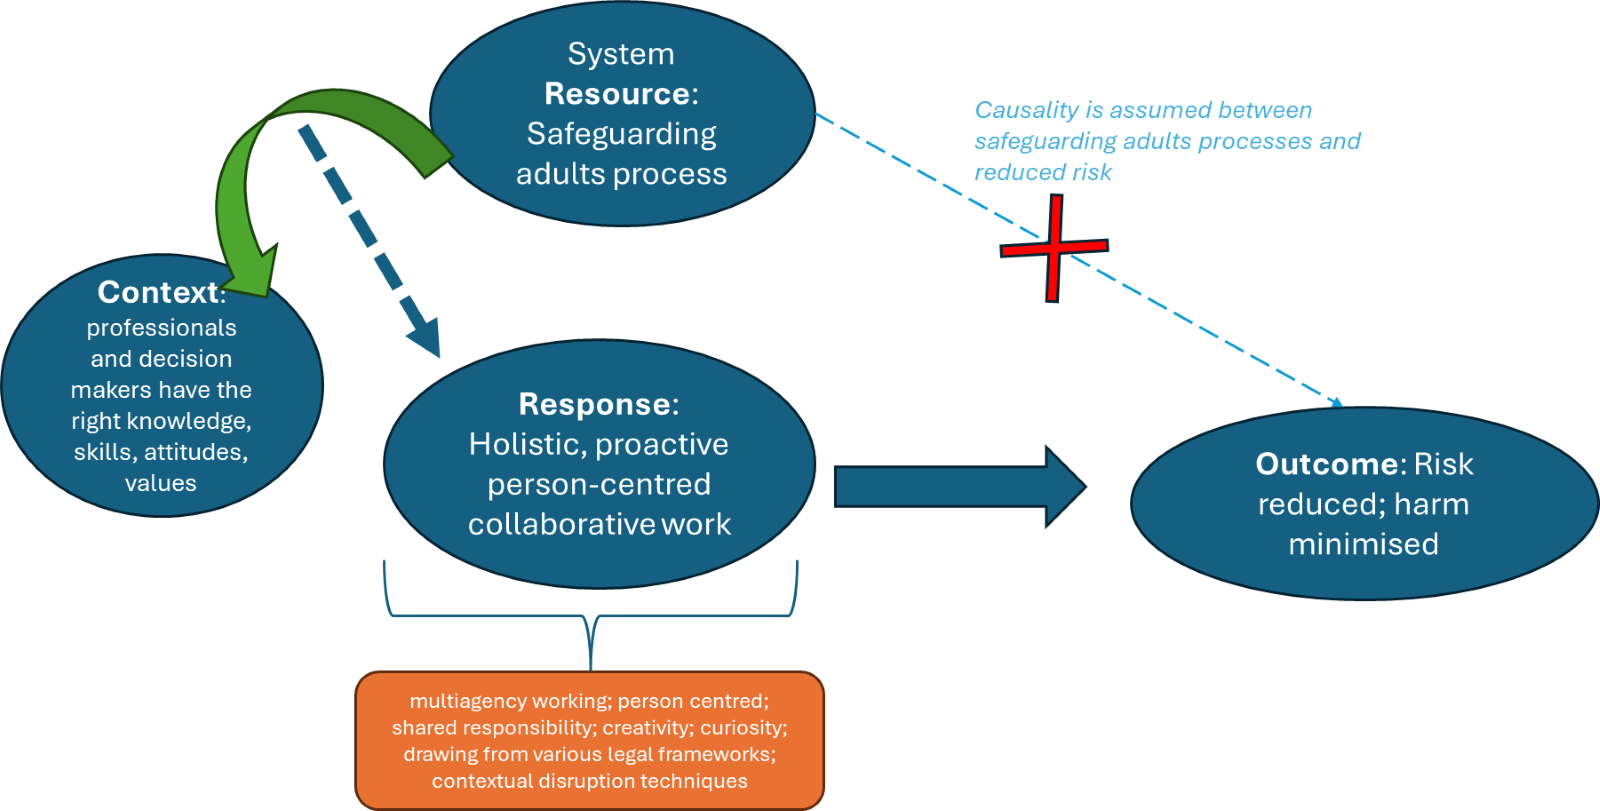 System
Resource:
Safeguarding
adults process
Causality is assumed between
safeguarding adults processes and
reduced risk
Context:
professionals
and decision
makers have the
right knowledge,
skills, attitudes,
values
Response:
Holistic, proactive
person-centred
collaborative work
Outcome: Risk
reduced; harm
minimised
multiagency working; person centred;
shared responsibility; creativity; curiosity;
drawing from various legal frameworks;
contextual disruption techniques